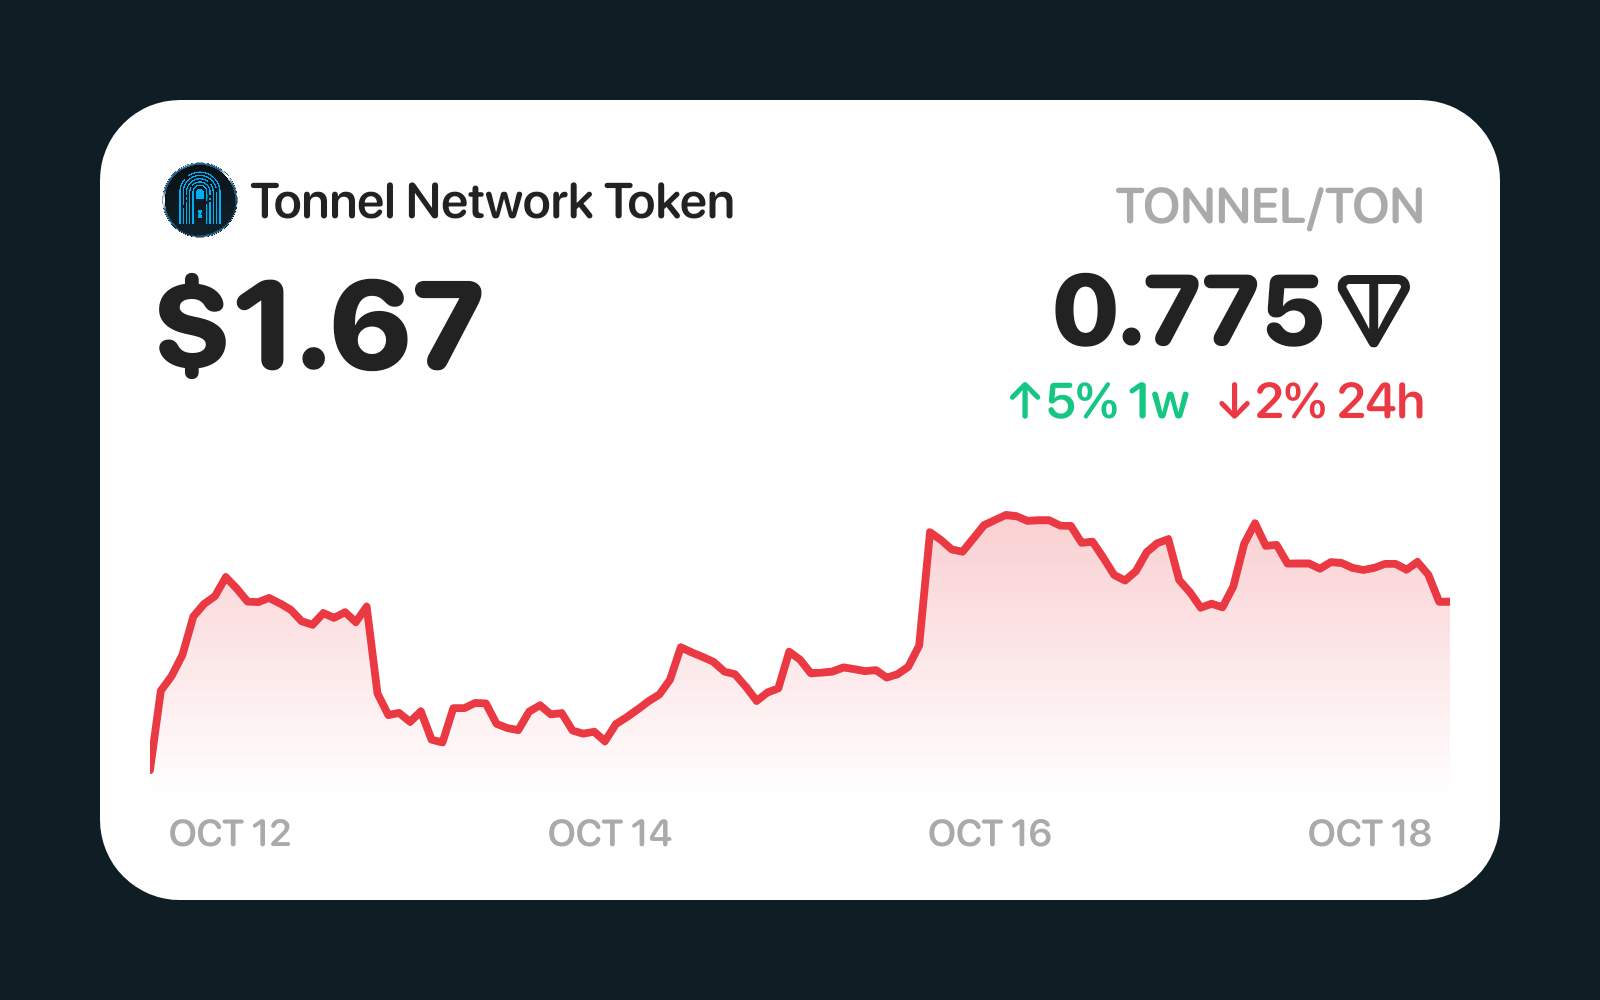 Tonnel Network Token
TONNEL/TON
$1.67
0.775
↑5% 1w ↓2% 24h
OCT 12 OCT 14 OCT 16 OCT 18